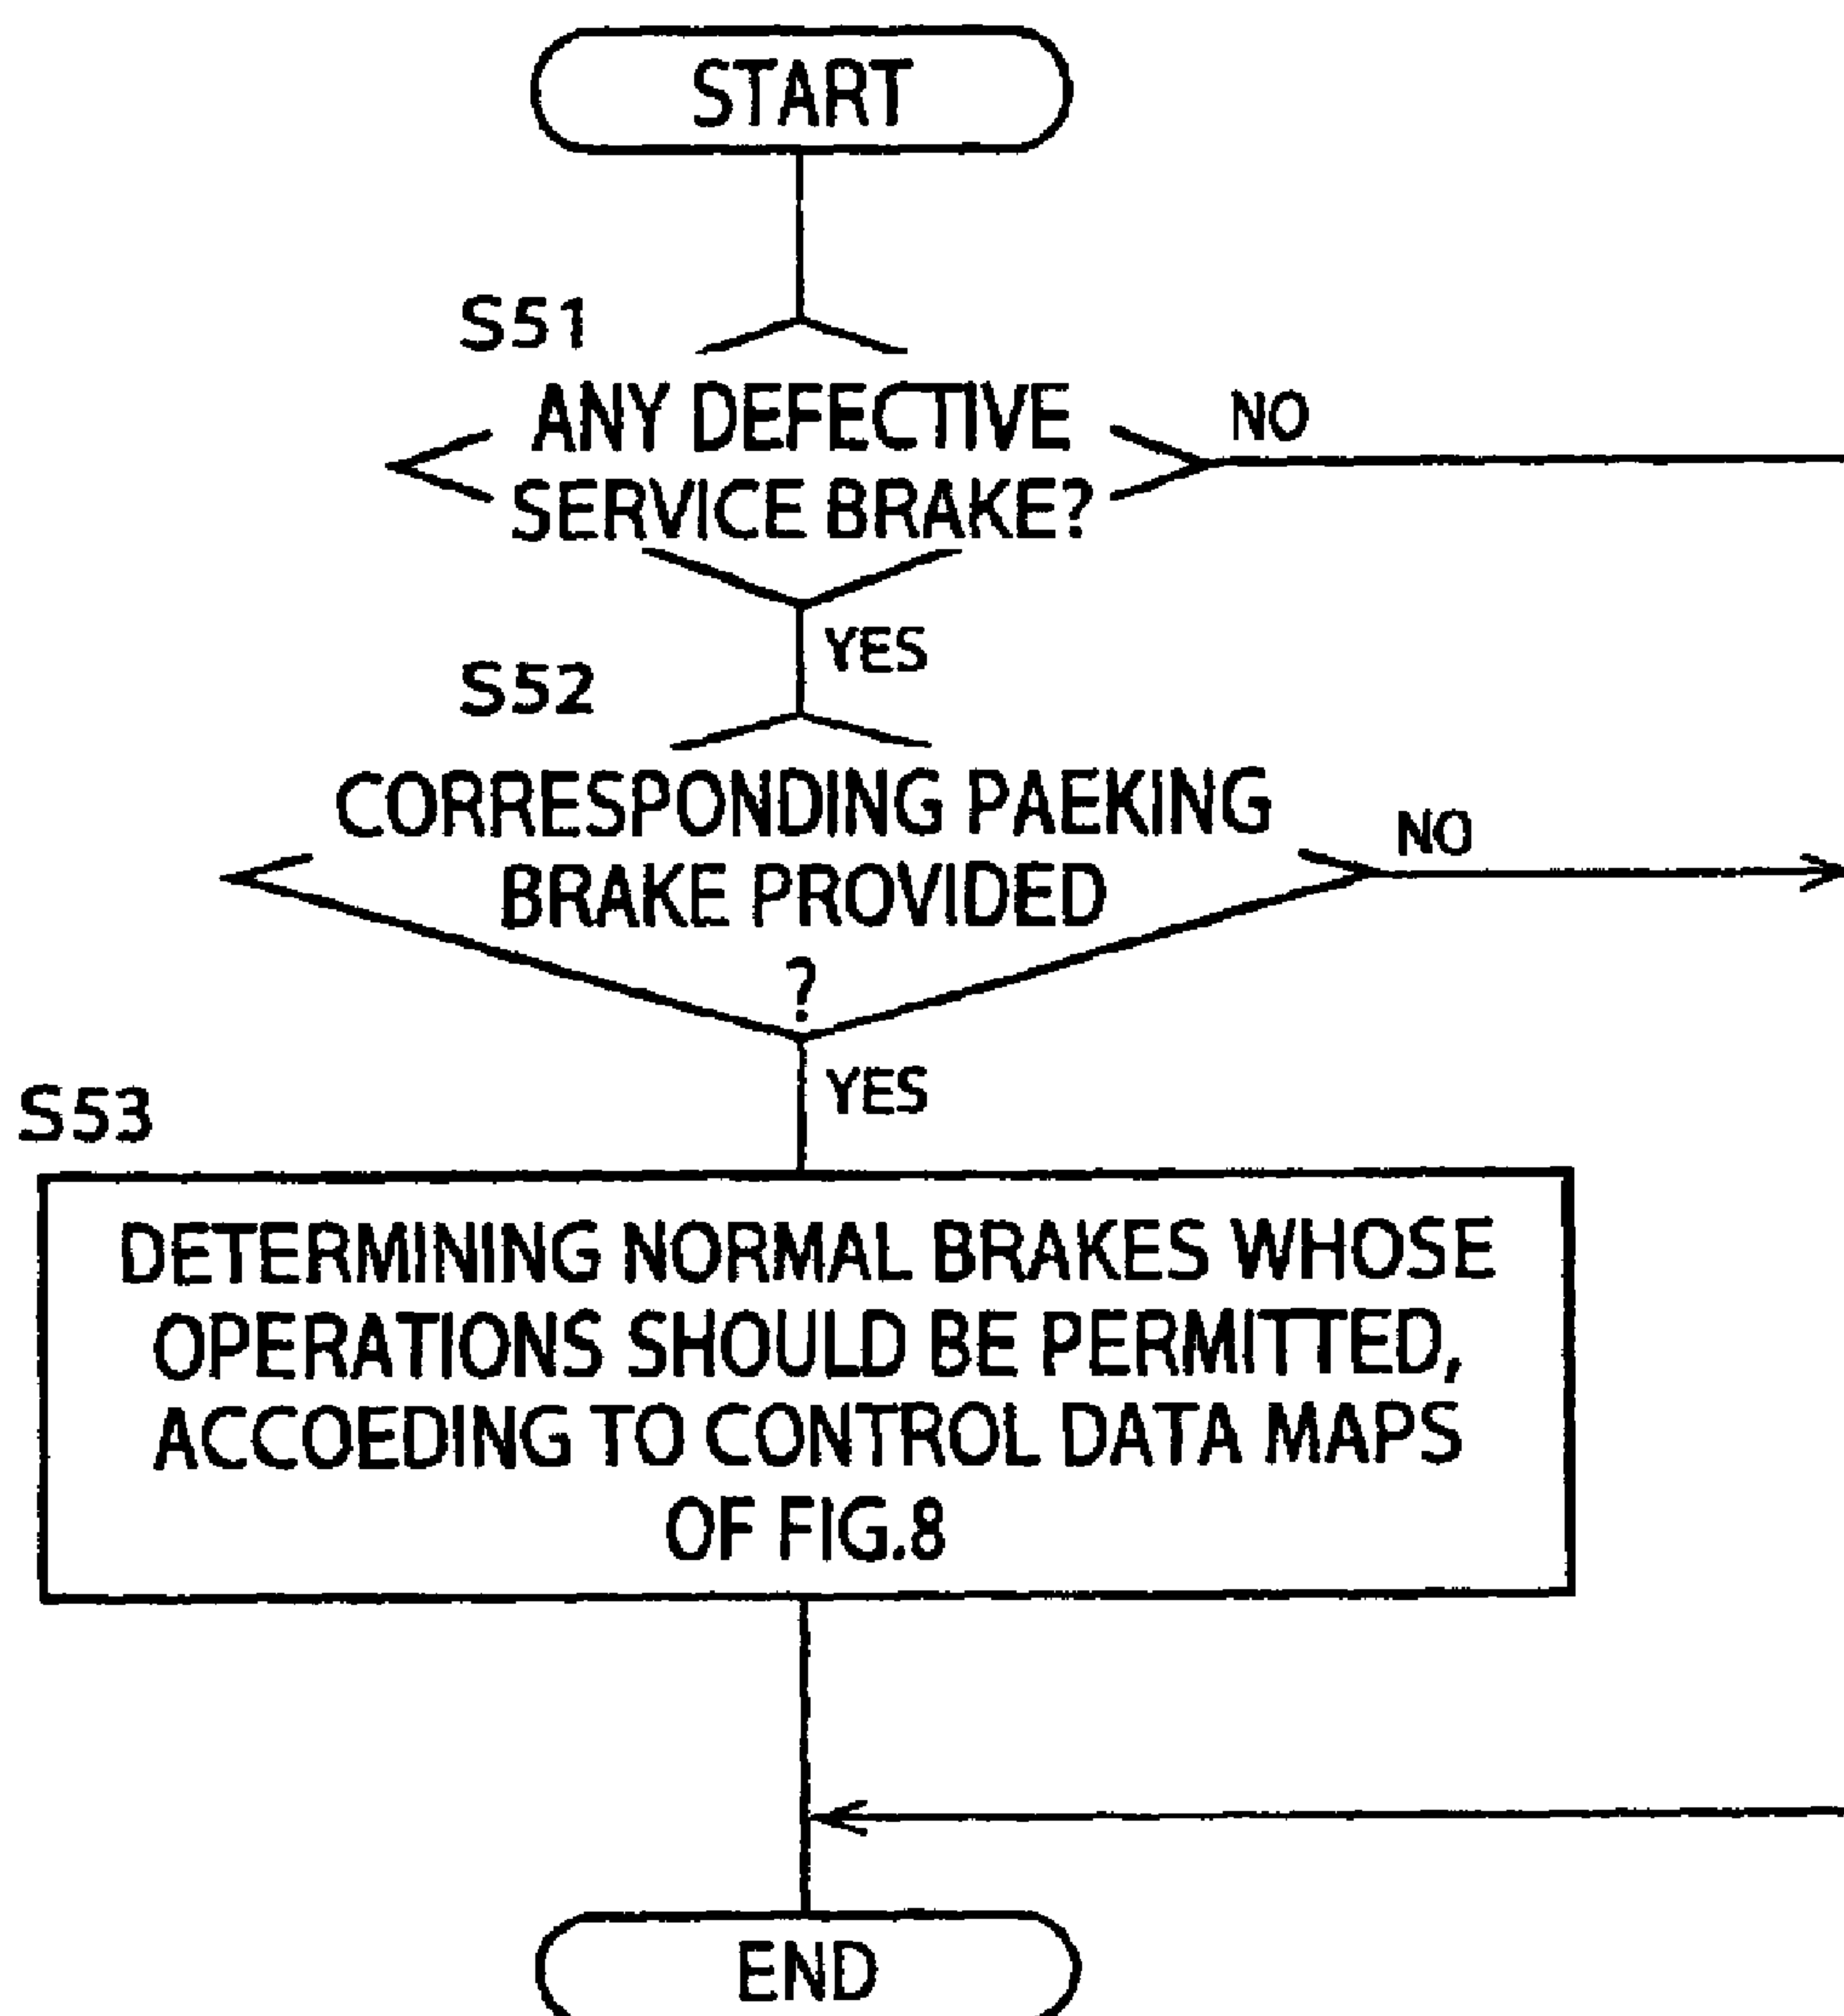 START
S51
ANY DEFECTIVE
SERVICE BRAKE?
NO
YES
S52
CORRESPONDING PAEKING
BRAKE PROVIDED
?
NO
YES
S53
DETERMINING NORMAL BRAKES WHOSE
OPERATIONS SHOULD BE PERMITTED,
ACCOEDING TO CONTROL DATA MAPS
OF FIG.8
END